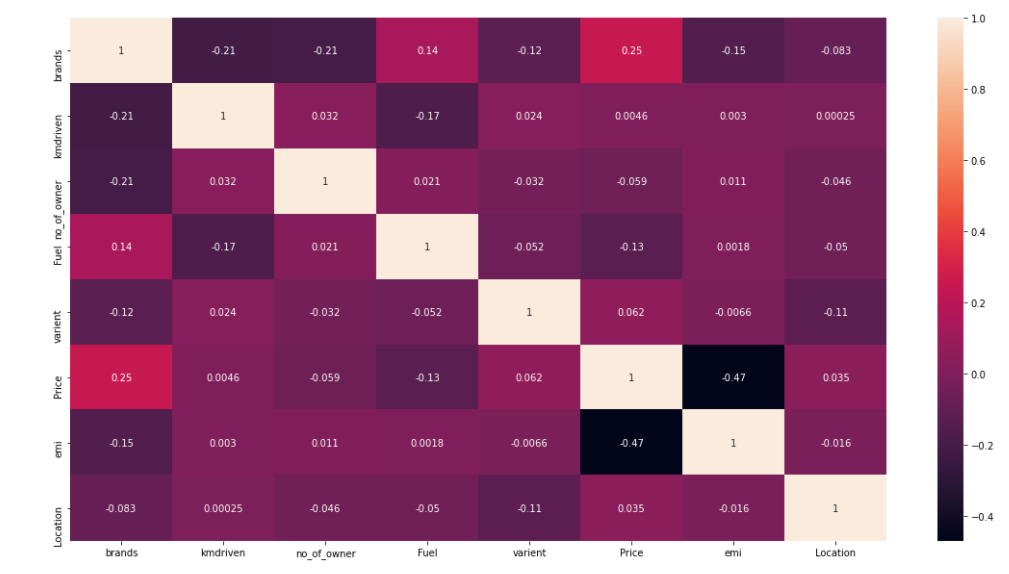 brands 1 -0.21 -0.21 0.14 -0.12 0.25 -0.15 -0.083
kmdriven -0.21 1 0.032 -0.17 0.024 0.0046 0.003 0.00025
no_of_owner -0.21 0.032 1 0.021 -0.032 -0.059 0.011 -0.046
Fuel 0.14 -0.17 0.021 1 -0.052 -0.13 0.0018 -0.05
varient -0.12 0.024 -0.032 -0.052 1 0.062 -0.0066 -0.11
Price 0.25 0.0046 -0.059 -0.13 0.062 1 -0.47 0.035
emi -0.15 0.003 0.011 0.0018 -0.0066 -0.47 1 -0.016
Location -0.083 0.00025 -0.046 -0.05 -0.11 0.035 -0.016 1
brands kmdriven no_of_owner Fuel varient Price emi Location
1.0
0.8
0.6
0.4
0.2
0.0
−0.2
−0.4